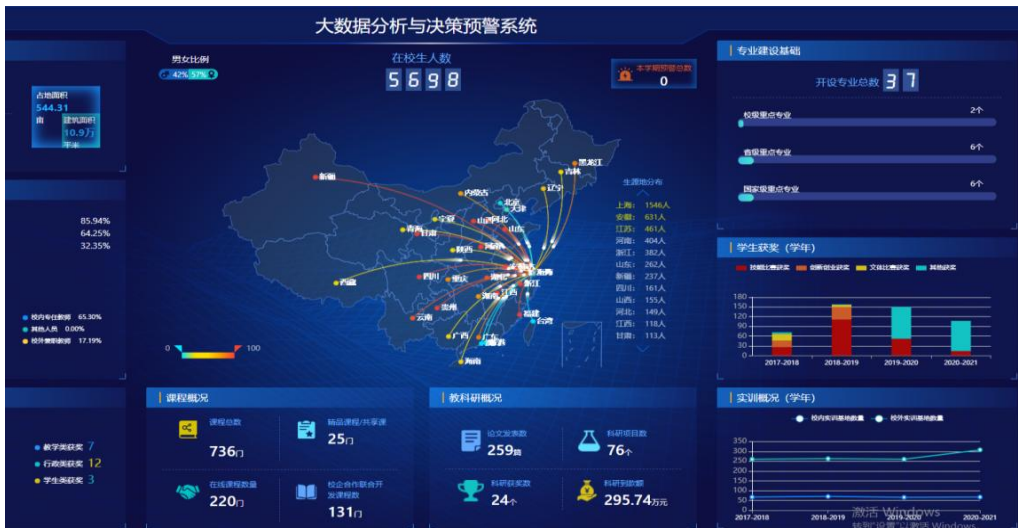 大数据分析与决策预警系统
占地面积
544.31
亩
建筑面积
10.9万
平米
85.94%
64.25%
32.35%
校内专任教师 65.30%
其他人员 0.00%
校外兼职教师 17.19%
教学类获奖 7
行政类获奖 12
学生类获奖 3
男女比例
42% 57%
在校生人数
5698
本学期预警总数
0
新疆
黑龙江
吉林
内蒙古
辽宁
北京
天津
宁夏
山西
河北
青海
甘肃
山东
陕西
河南
安徽
上海
西藏
四川
重庆
湖北
浙江
湖南
江西
贵州
云南
福建
台湾
广西
广东
海南
0
100
生源地分布
上海: 1546人
安徽: 631人
江苏: 461人
河南: 404人
浙江: 382人
山东: 262人
新疆: 237人
四川: 161人
山西: 155人
河北: 149人
江西: 118人
甘肃: 113人
课程概况
课程总数
736门
精品课程/共享课
25门
在线课程数量
220门
校企合作联合开
发课程数
131门
教科研概况
论文发表数
259篇
科研项目数
76个
科研获奖数
24个
科研到款额
295.74万元
专业建设基础
开设专业总数 37
校级重点专业 2个
省级重点专业 6个
国家级重点专业 6个
学生获奖（学年）
技能比赛获奖 创新创业获奖 文体比赛获奖 其他获奖
180
150
120
90
60
30
0
2017-2018 2018-2019 2019-2020 2020-2021
实训概况（学年）
校内实训基地数量 校外实训基地数量
350
300
250
200
150
100
50
0
2017-2018 2018-2019 2019-2020 2020-2021
激活 Windows
转到"设置"以激活 Windows